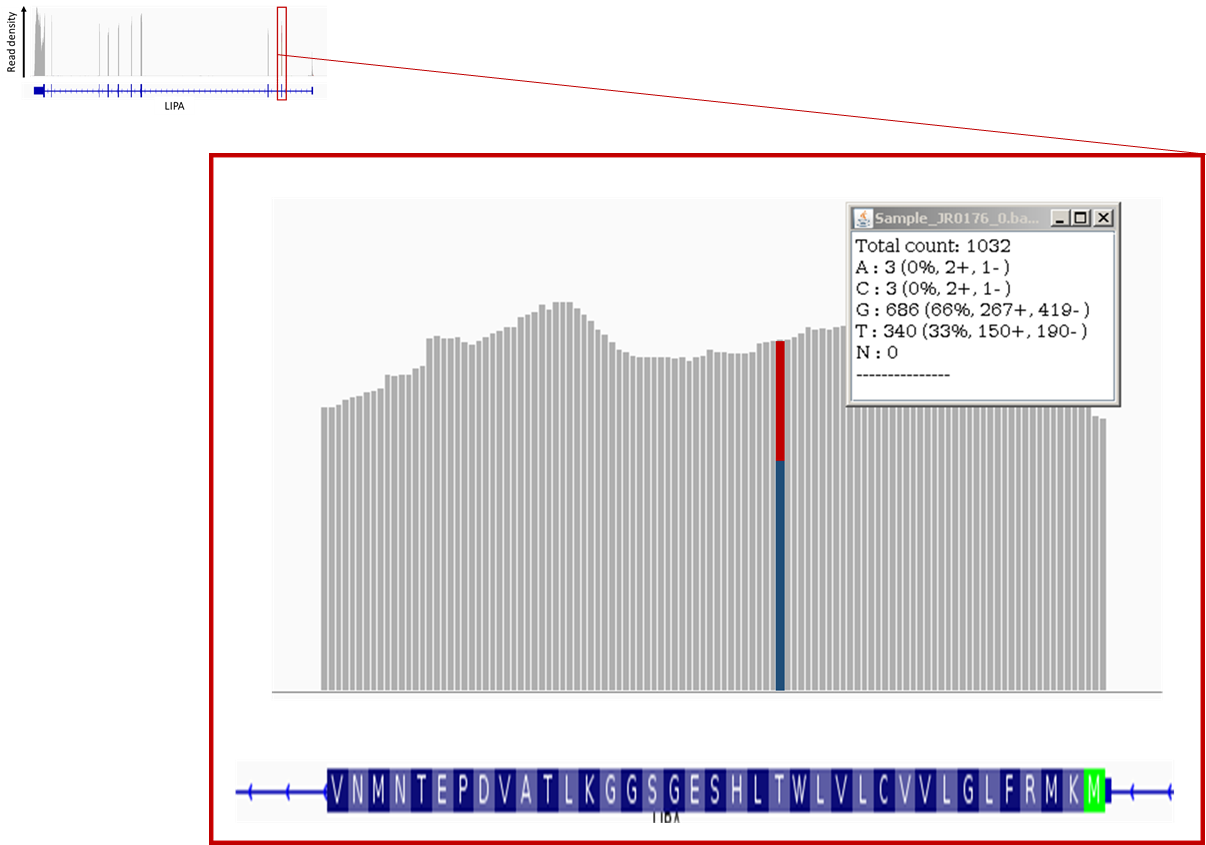 Read density
LIPA
Sample_JR0176_0.ba...
Total count: 1032
A : 3 (0%, 2+, 1- )
C : 3 (0%, 2+, 1- )
G : 686 (66%, 267+, 419- )
T : 340 (33%, 150+, 190- )
N : 0
---------------
V N M N T E P D V A T L K G G S G E S H L T W L V L C V V L G L F R M K M
LIPA